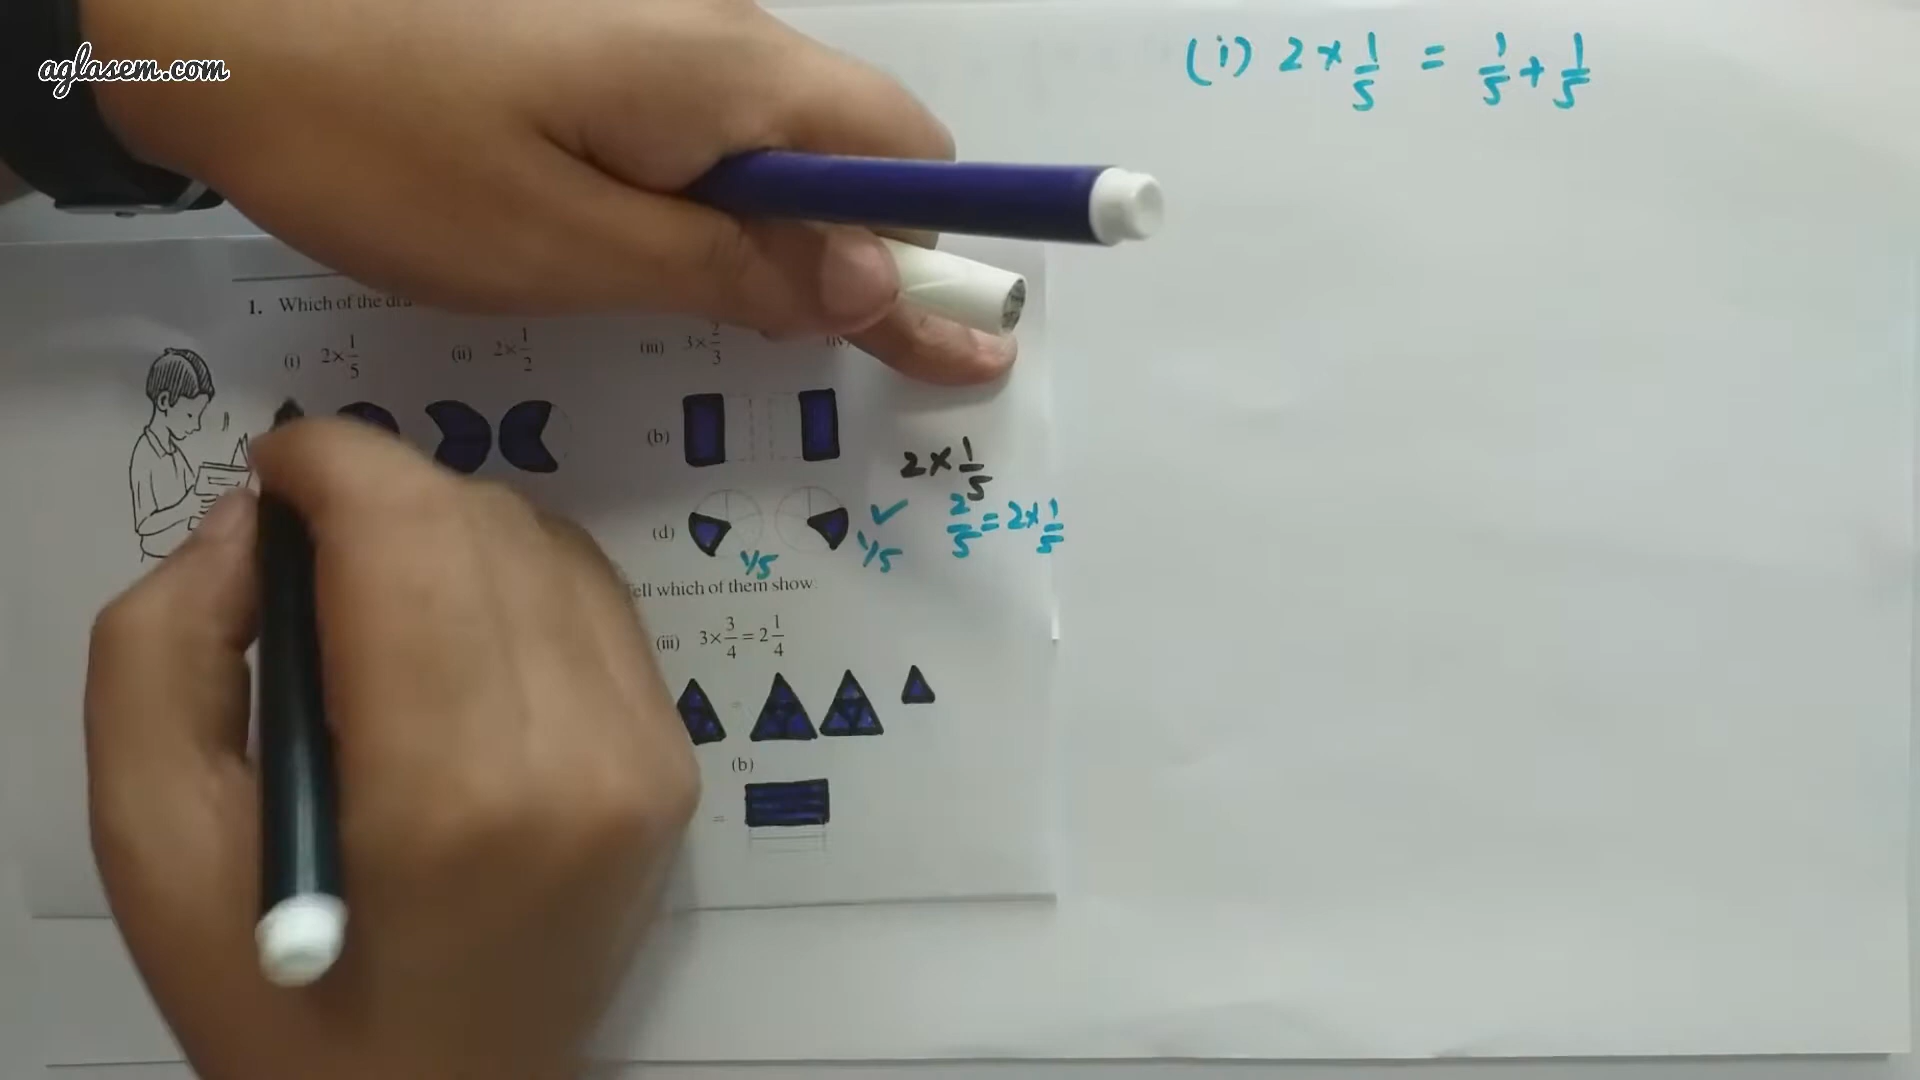 aglasem.com
(i) 2 × 1/5 = 1/5 + 1/5
1. Which of the
(i) 2×1/5 (ii) 2×1/2 (iii) 3×2/3 (iv)
(b)
2 × 1/5
(d) 1/5 ✓ 1/5 2/5 = 2×1/5
ell which of them show:
(iii) 3×3/4 = 2 1/4
=
(b)
=